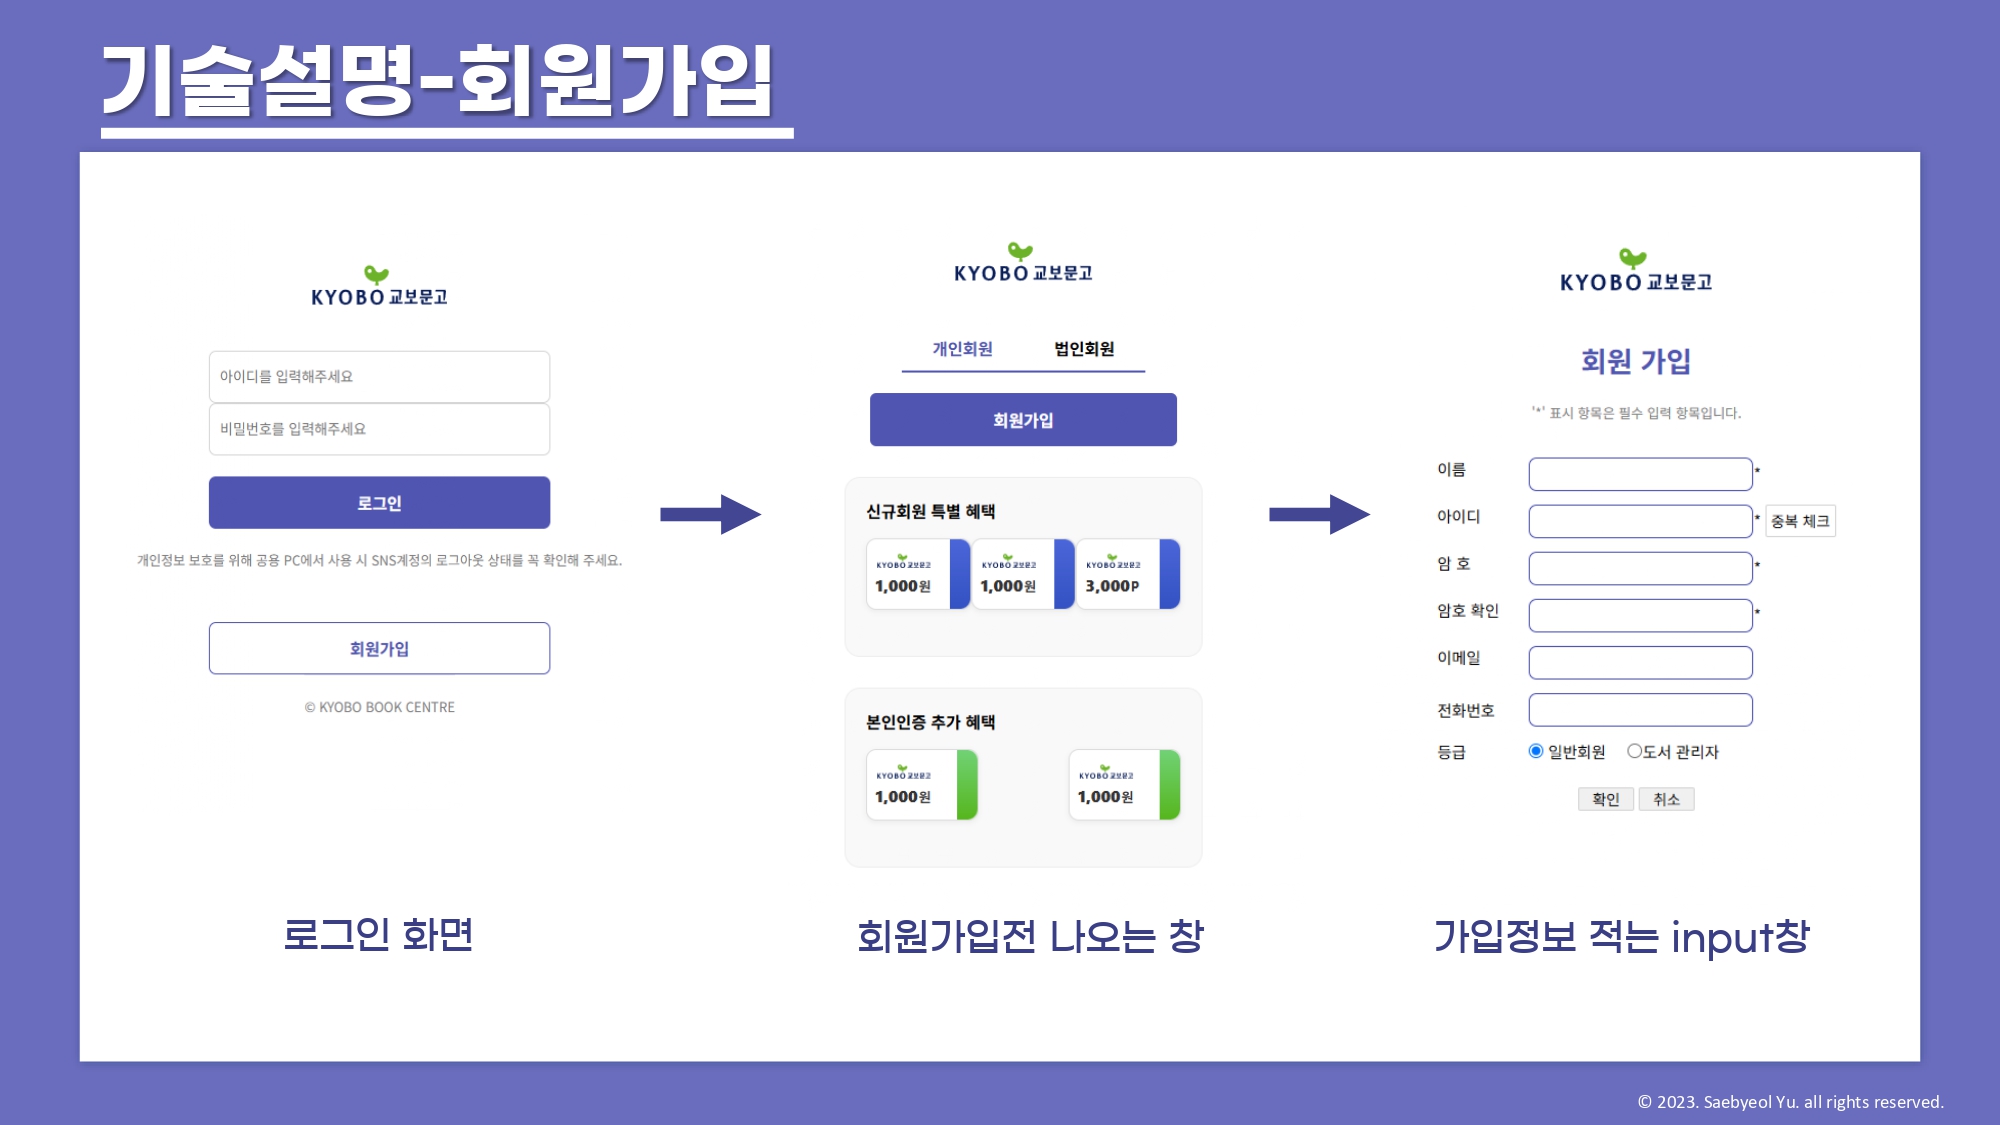 기술설명-회원가입
KYOBO 교보문고
아이디를 입력해주세요
비밀번호를 입력해주세요
로그인
개인정보 보호를 위해 공용 PC에서 사용 시 SNS계정의 로그아웃 상태를 꼭 확인해 주세요.
회원가입
© KYOBO BOOK CENTRE
로그인 화면
KYOBO 교보문고
개인회원 법인회원
회원가입
신규회원 특별 혜택
KYOBO 교보문고 KYOBO 교보문고 KYOBO 교보문고
1,000원 1,000원 3,000P
본인인증 추가 혜택
KYOBO 교보문고 KYOBO 교보문고
1,000원 1,000원
회원가입전 나오는 창
KYOBO 교보문고
회원 가입
'*' 표시 항목은 필수 입력 항목입니다.
이름 *
아이디 * 중복 체크
암 호 *
암호 확인 *
이메일
전화번호
등급 일반회원 도서 관리자
확인 취소
가입정보 적는 input창
© 2023. Saebyeol Yu. all rights reserved.